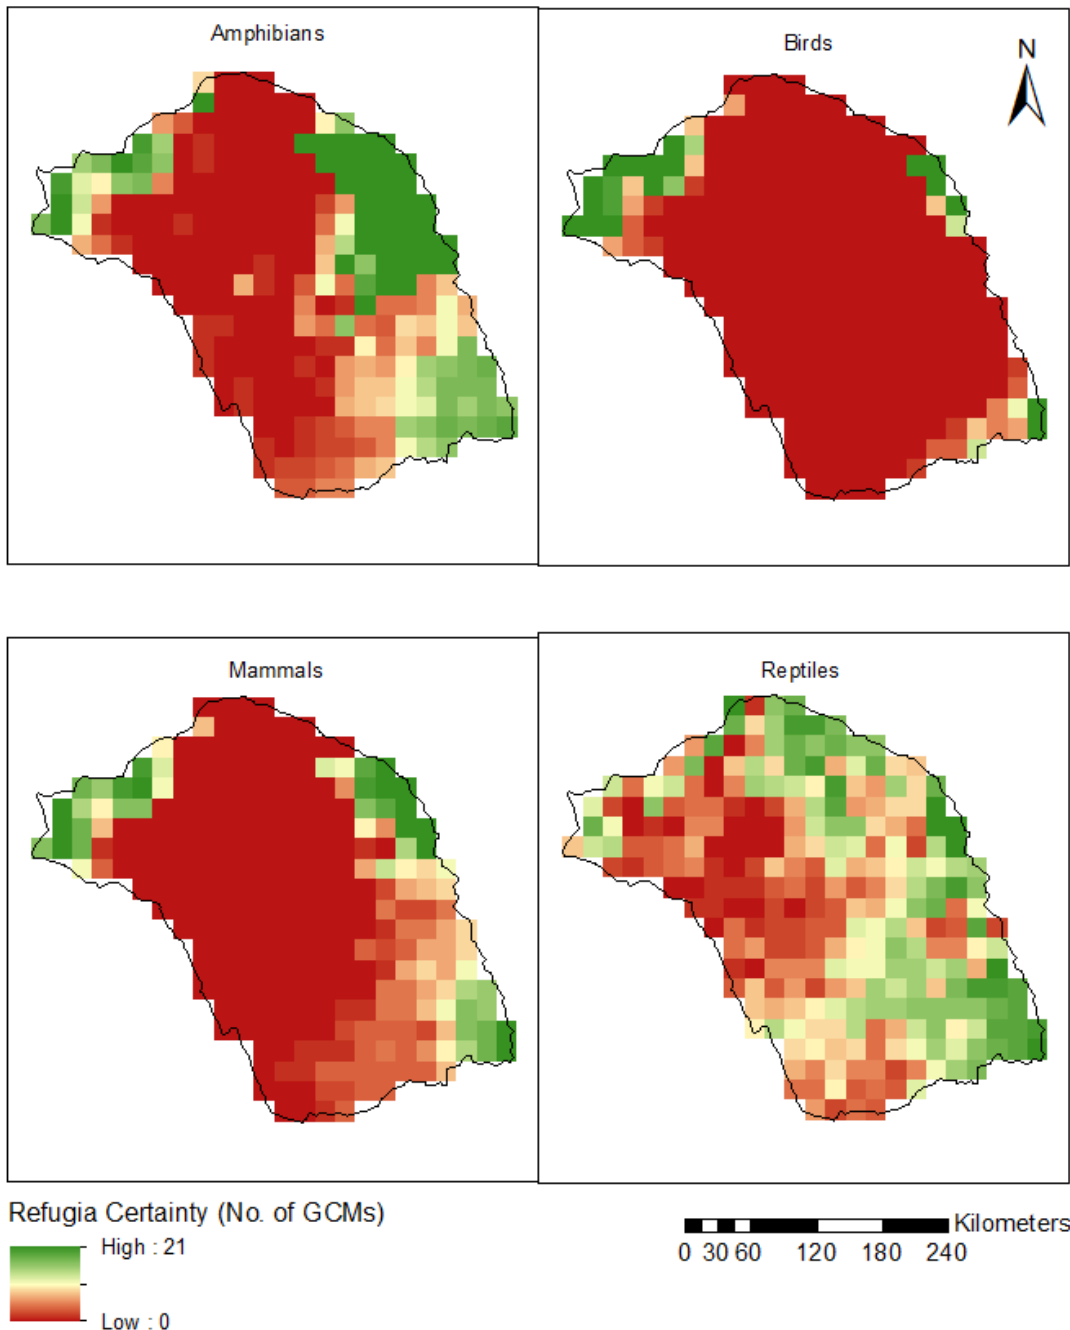 Amphibians
Birds
N
Mammals
Reptiles
Refugia Certainty (No. of GCMs)
High : 21
Low : 0
Kilometers
0 30 60 120 180 240